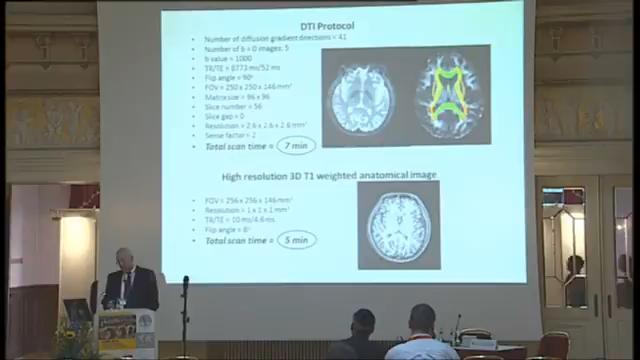 DTI Protocol
• Number of diffusion gradient directions = 41
• Number of b = 0 images: 5
• b value = 1000
• TR/TE = 8773 ms/52 ms
• Flip angle = 90°
• FOV = 250 x 250 x 146 mm³
• Matrix size = 96 x 96
• Slice number = 56
• Slice gap = 0
• Resolution = 2.6 x 2.6 x 2.6 mm³
• Sense factor = 2
• Total scan time = 7 min
High resolution 3D T1 weighted anatomical image
• FOV = 256 x 256 x 146 mm³
• Resolution = 1 x 1 x 1 mm³
• TR/TE = 10 ms/4.6 ms
• Flip angle = 8°
• Total scan time = 5 min